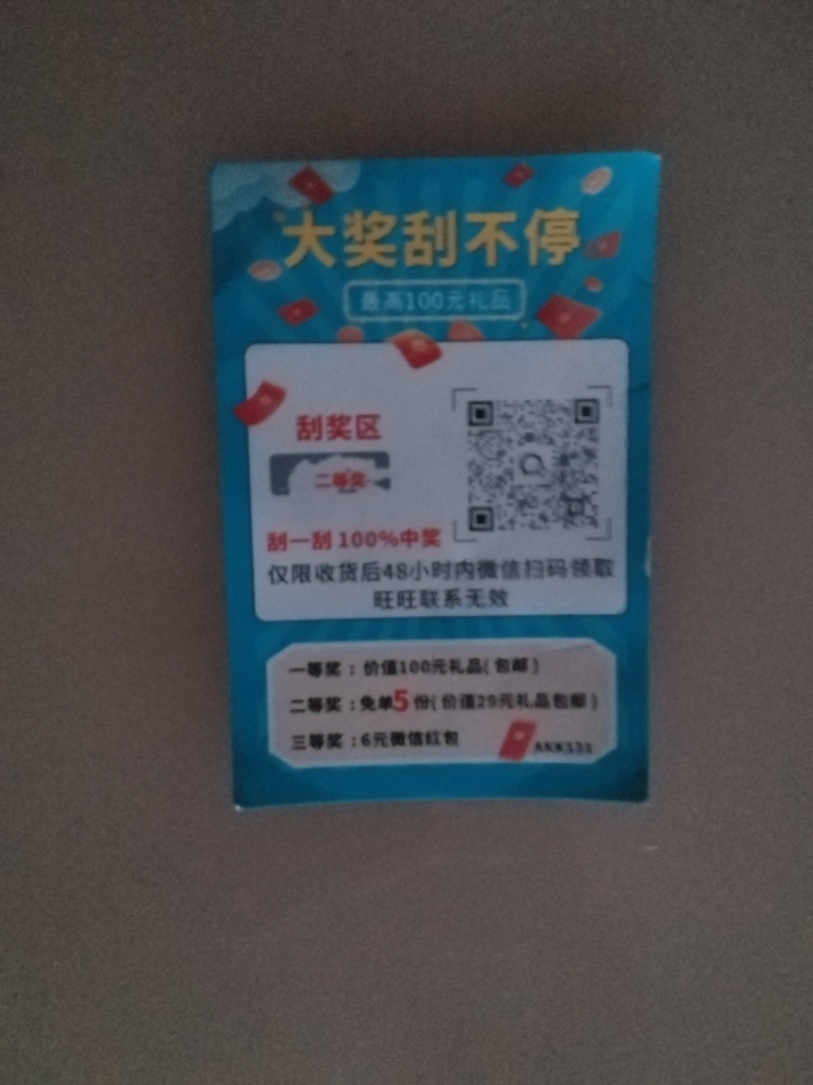 大奖刮不停
最高100元礼品
刮奖区
二等奖
刮一刮 100%中奖
仅限收货后48小时内微信扫码领取
旺旺联系无效
一等奖：价值100元礼品(包邮)
二等奖：免单5份(价值29元礼品包邮)
三等奖：6元微信红包
AKK131